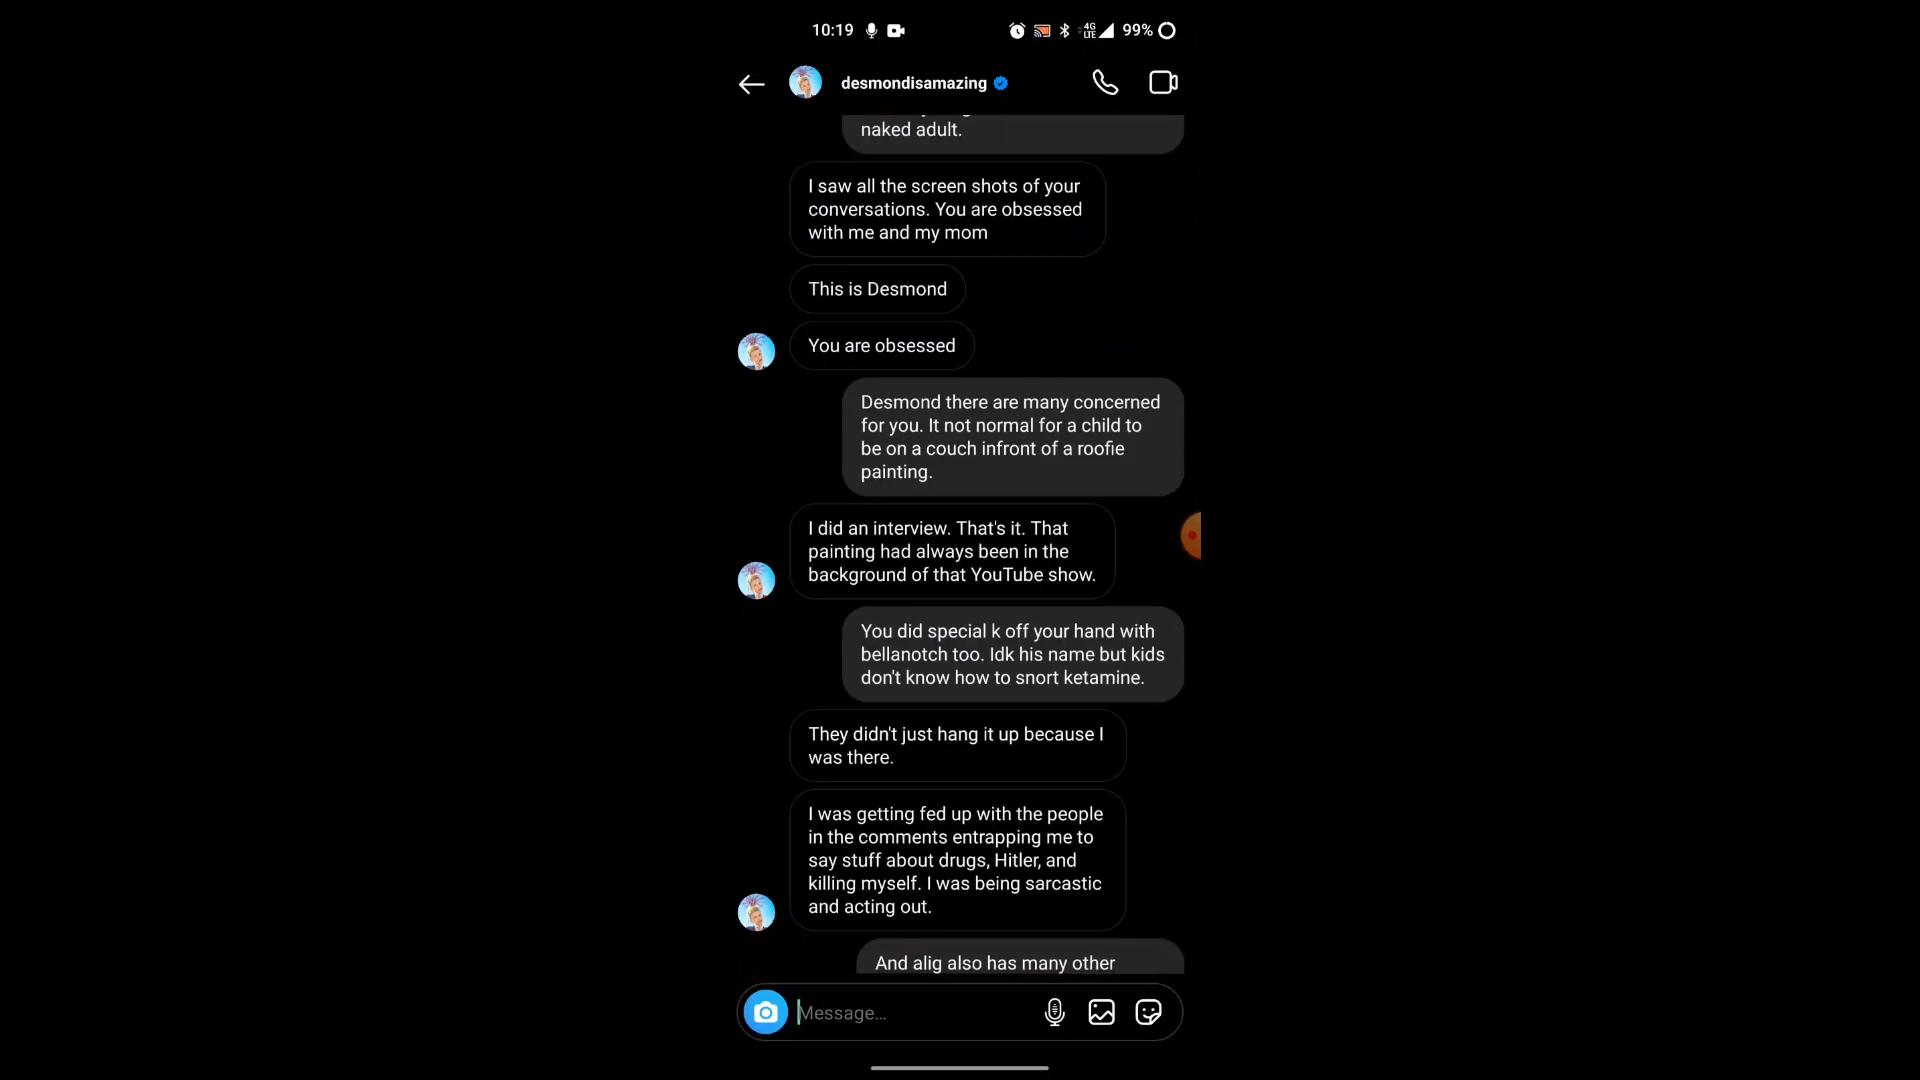 10:19
4G
LTE
99%
desmondisamazing
naked adult.
I saw all the screen shots of your
conversations. You are obsessed
with me and my mom
This is Desmond
You are obsessed
Desmond there are many concerned
for you. It not normal for a child to
be on a couch infront of a roofie
painting.
I did an interview. That's it. That
painting had always been in the
background of that YouTube show.
You did special k off your hand with
bellanotch too. Idk his name but kids
don't know how to snort ketamine.
They didn't just hang it up because I
was there.
I was getting fed up with the people
in the comments entrapping me to
say stuff about drugs, Hitler, and
killing myself. I was being sarcastic
and acting out.
And alig also has many other
Message...